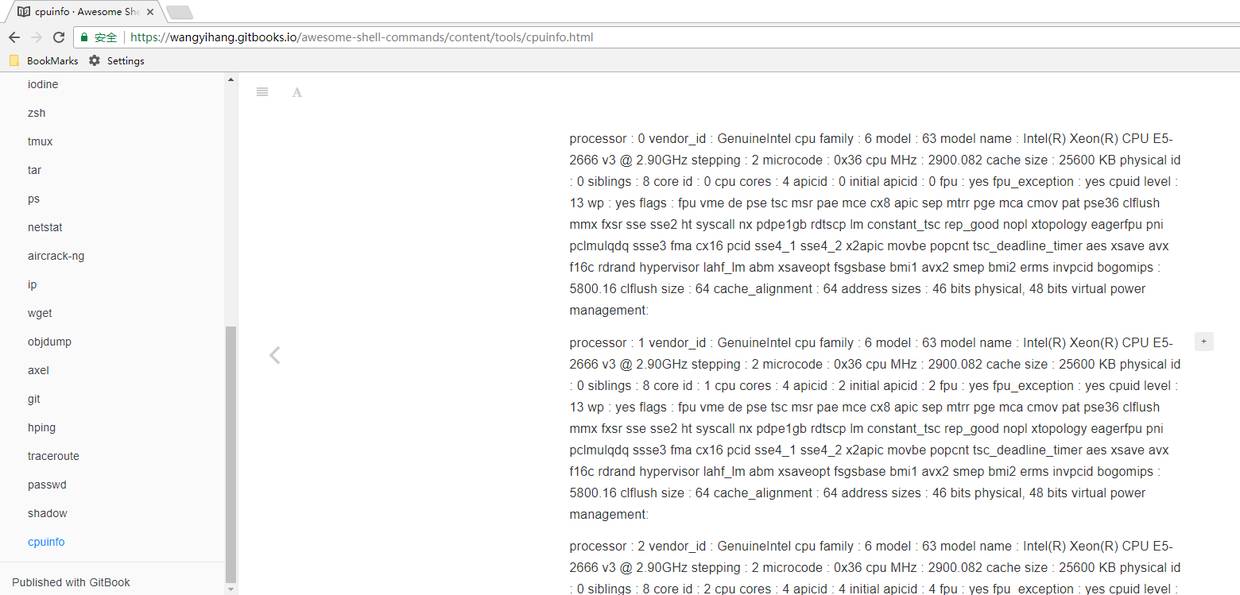 cpuinfo · Awesome She
安全
https://wangyihang.gitbooks.io/awesome-shell-commands/content/tools/cpuinfo.html
BookMarks
Settings
iodine
zsh
tmux
tar
ps
netstat
aircrack-ng
ip
wget
objdump
axel
git
hping
traceroute
passwd
shadow
cpuinfo
Published with GitBook
A
processor : 0 vendor_id : GenuineIntel cpu family : 6 model : 63 model name : Intel(R) Xeon(R) CPU E5-
2666 v3 @ 2.90GHz stepping : 2 microcode : 0x36 cpu MHz : 2900.082 cache size : 25600 KB physical id
: 0 siblings : 8 core id : 0 cpu cores : 4 apicid : 0 initial apicid : 0 fpu : yes fpu_exception : yes cpuid level :
13 wp : yes flags : fpu vme de pse tsc msr pae mce cx8 apic sep mtrr pge mca cmov pat pse36 clflush
mmx fxsr sse sse2 ht syscall nx pdpe1gb rdtscp lm constant_tsc rep_good nopl xtopology eagerfpu pni
pclmulqdq ssse3 fma cx16 pcid sse4_1 sse4_2 x2apic movbe popcnt tsc_deadline_timer aes xsave avx
f16c rdrand hypervisor lahf_lm abm xsaveopt fsgsbase bmi1 avx2 smep bmi2 erms invpcid bogomips :
5800.16 clflush size : 64 cache_alignment : 64 address sizes : 46 bits physical, 48 bits virtual power
management:
processor : 1 vendor_id : GenuineIntel cpu family : 6 model : 63 model name : Intel(R) Xeon(R) CPU E5-
2666 v3 @ 2.90GHz stepping : 2 microcode : 0x36 cpu MHz : 2900.082 cache size : 25600 KB physical id
: 0 siblings : 8 core id : 1 cpu cores : 4 apicid : 2 initial apicid : 2 fpu : yes fpu_exception : yes cpuid level :
13 wp : yes flags : fpu vme de pse tsc msr pae mce cx8 apic sep mtrr pge mca cmov pat pse36 clflush
mmx fxsr sse sse2 ht syscall nx pdpe1gb rdtscp lm constant_tsc rep_good nopl xtopology eagerfpu pni
pclmulqdq ssse3 fma cx16 pcid sse4_1 sse4_2 x2apic movbe popcnt tsc_deadline_timer aes xsave avx
f16c rdrand hypervisor lahf_lm abm xsaveopt fsgsbase bmi1 avx2 smep bmi2 erms invpcid bogomips :
5800.16 clflush size : 64 cache_alignment : 64 address sizes : 46 bits physical, 48 bits virtual power
management:
processor : 2 vendor_id : GenuineIntel cpu family : 6 model : 63 model name : Intel(R) Xeon(R) CPU E5-
2666 v3 @ 2.90GHz stepping : 2 microcode : 0x36 cpu MHz : 2900.082 cache size : 25600 KB physical id
: 0 siblings : 8 core id : 2 cpu cores : 4 apicid : 4 initial apicid : 4 fpu : yes fpu_exception : yes cpuid level :